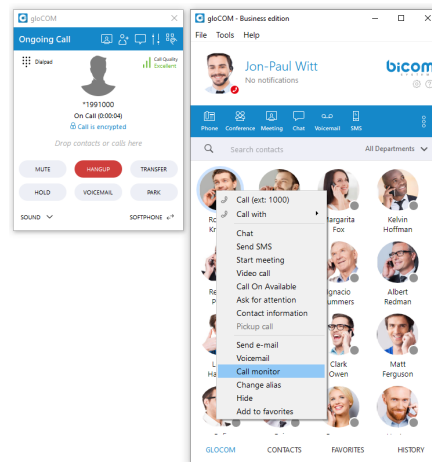 gloCOM
Ongoing Call
Dialpad
Call Quality
Excellent
*1991000
On Call (0:00:04)
Call is encrypted
Drop contacts or calls here
MUTE
HANGUP
TRANSFER
HOLD
VOICEMAIL
PARK
SOUND
SOFTPHONE
gloCOM - Business edition
File Tools Help
Jon-Paul Witt
No notifications
bicom
SYSTEMS
Phone Conference Meeting Chat Voicemail SMS
Search contacts
All Departments
Call (ext: 1000)
Call with
Chat
Send SMS
Start meeting
Video call
Call On Available
Ask for attention
Contact information
Pickup call
Send e-mail
Voicemail
Call monitor
Change alias
Hide
Add to favorites
Kelvin
Hoffman
Fox
Albert
Redman
Clark
Owen
Matt
Ferguson
GLOCOM CONTACTS FAVORITES HISTORY